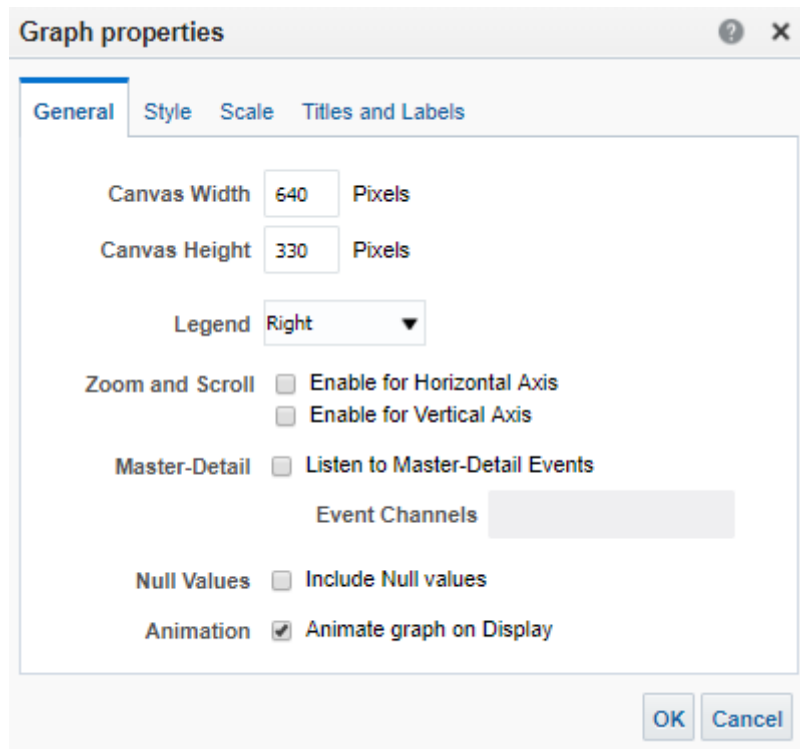 Graph properties
General Style Scale Titles and Labels
Canvas Width 640 Pixels
Canvas Height 330 Pixels
Legend Right
Zoom and Scroll Enable for Horizontal Axis
Enable for Vertical Axis
Master-Detail Listen to Master-Detail Events
Event Channels
Null Values Include Null values
Animation Animate graph on Display
OK Cancel